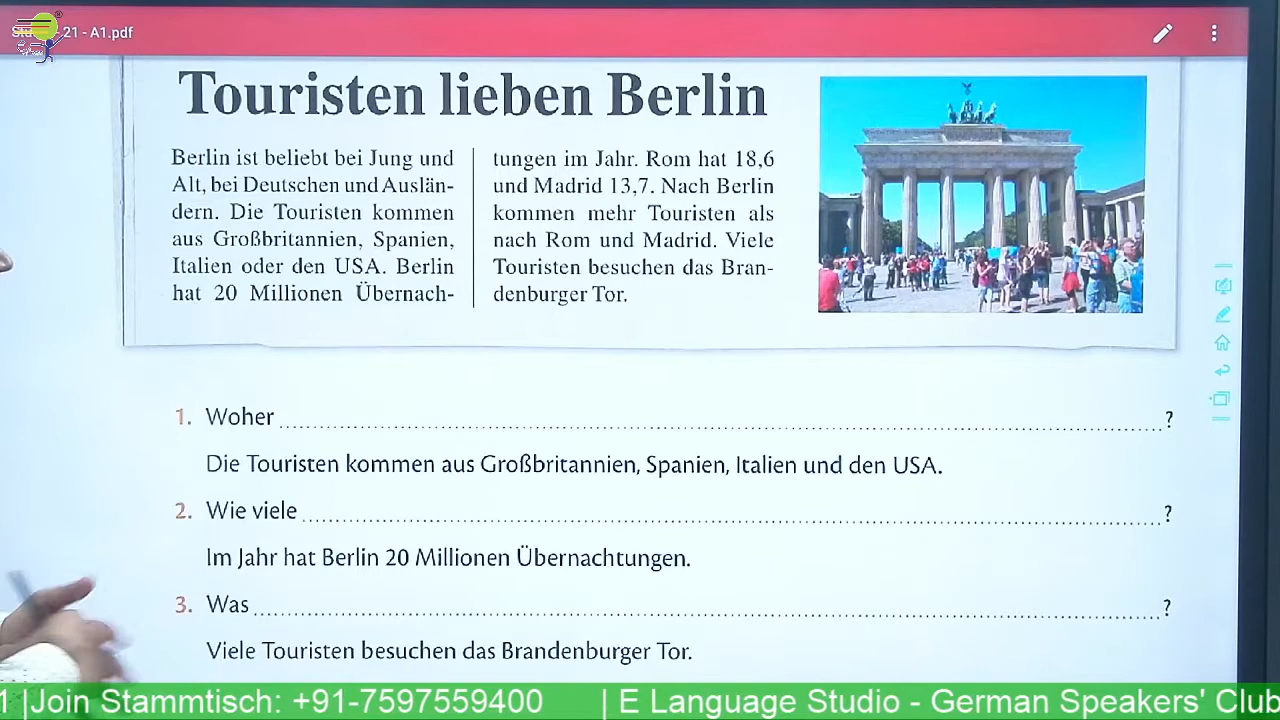 21 - A1.pdf
Touristen lieben Berlin
Berlin ist beliebt bei Jung und
Alt, bei Deutschen und Auslän-
dern. Die Touristen kommen
aus Großbritannien, Spanien,
Italien oder den USA. Berlin
hat 20 Millionen Übernach-
tungen im Jahr. Rom hat 18,6
und Madrid 13,7. Nach Berlin
kommen mehr Touristen als
nach Rom und Madrid. Viele
Touristen besuchen das Bran-
denburger Tor.
1. Woher ............ ?
Die Touristen kommen aus Großbritannien, Spanien, Italien und den USA.
2. Wie viele ............ ?
Im Jahr hat Berlin 20 Millionen Übernachtungen.
3. Was ............ ?
Viele Touristen besuchen das Brandenburger Tor.
1 |Join Stammtisch: +91-7597559400 | E Language Studio - German Speakers' Club